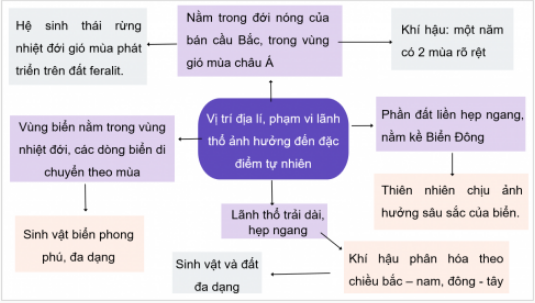 Hệ sinh thái rừng
nhiệt đới gió mùa phát
triển trên đất feralit.
Nằm trong đới nóng của
bán cầu Bắc, trong vùng
gió mùa châu Á
Khí hậu: một năm
có 2 mùa rõ rệt
Vùng biển nằm trong vùng
nhiệt đới, các dòng biển di
chuyển theo mùa
Vị trí địa lí, phạm vi lãnh
thổ ảnh hưởng đến đặc
điểm tự nhiên
Phần đất liền hẹp ngang,
nằm kề Biển Đông
Thiên nhiên chịu ảnh
hưởng sâu sắc của biển.
Sinh vật biển phong
phú, đa dạng
Lãnh thổ trải dài,
hẹp ngang
Sinh vật và đất
đa dạng
Khí hậu phân hóa theo
chiều bắc – nam, đông - tây